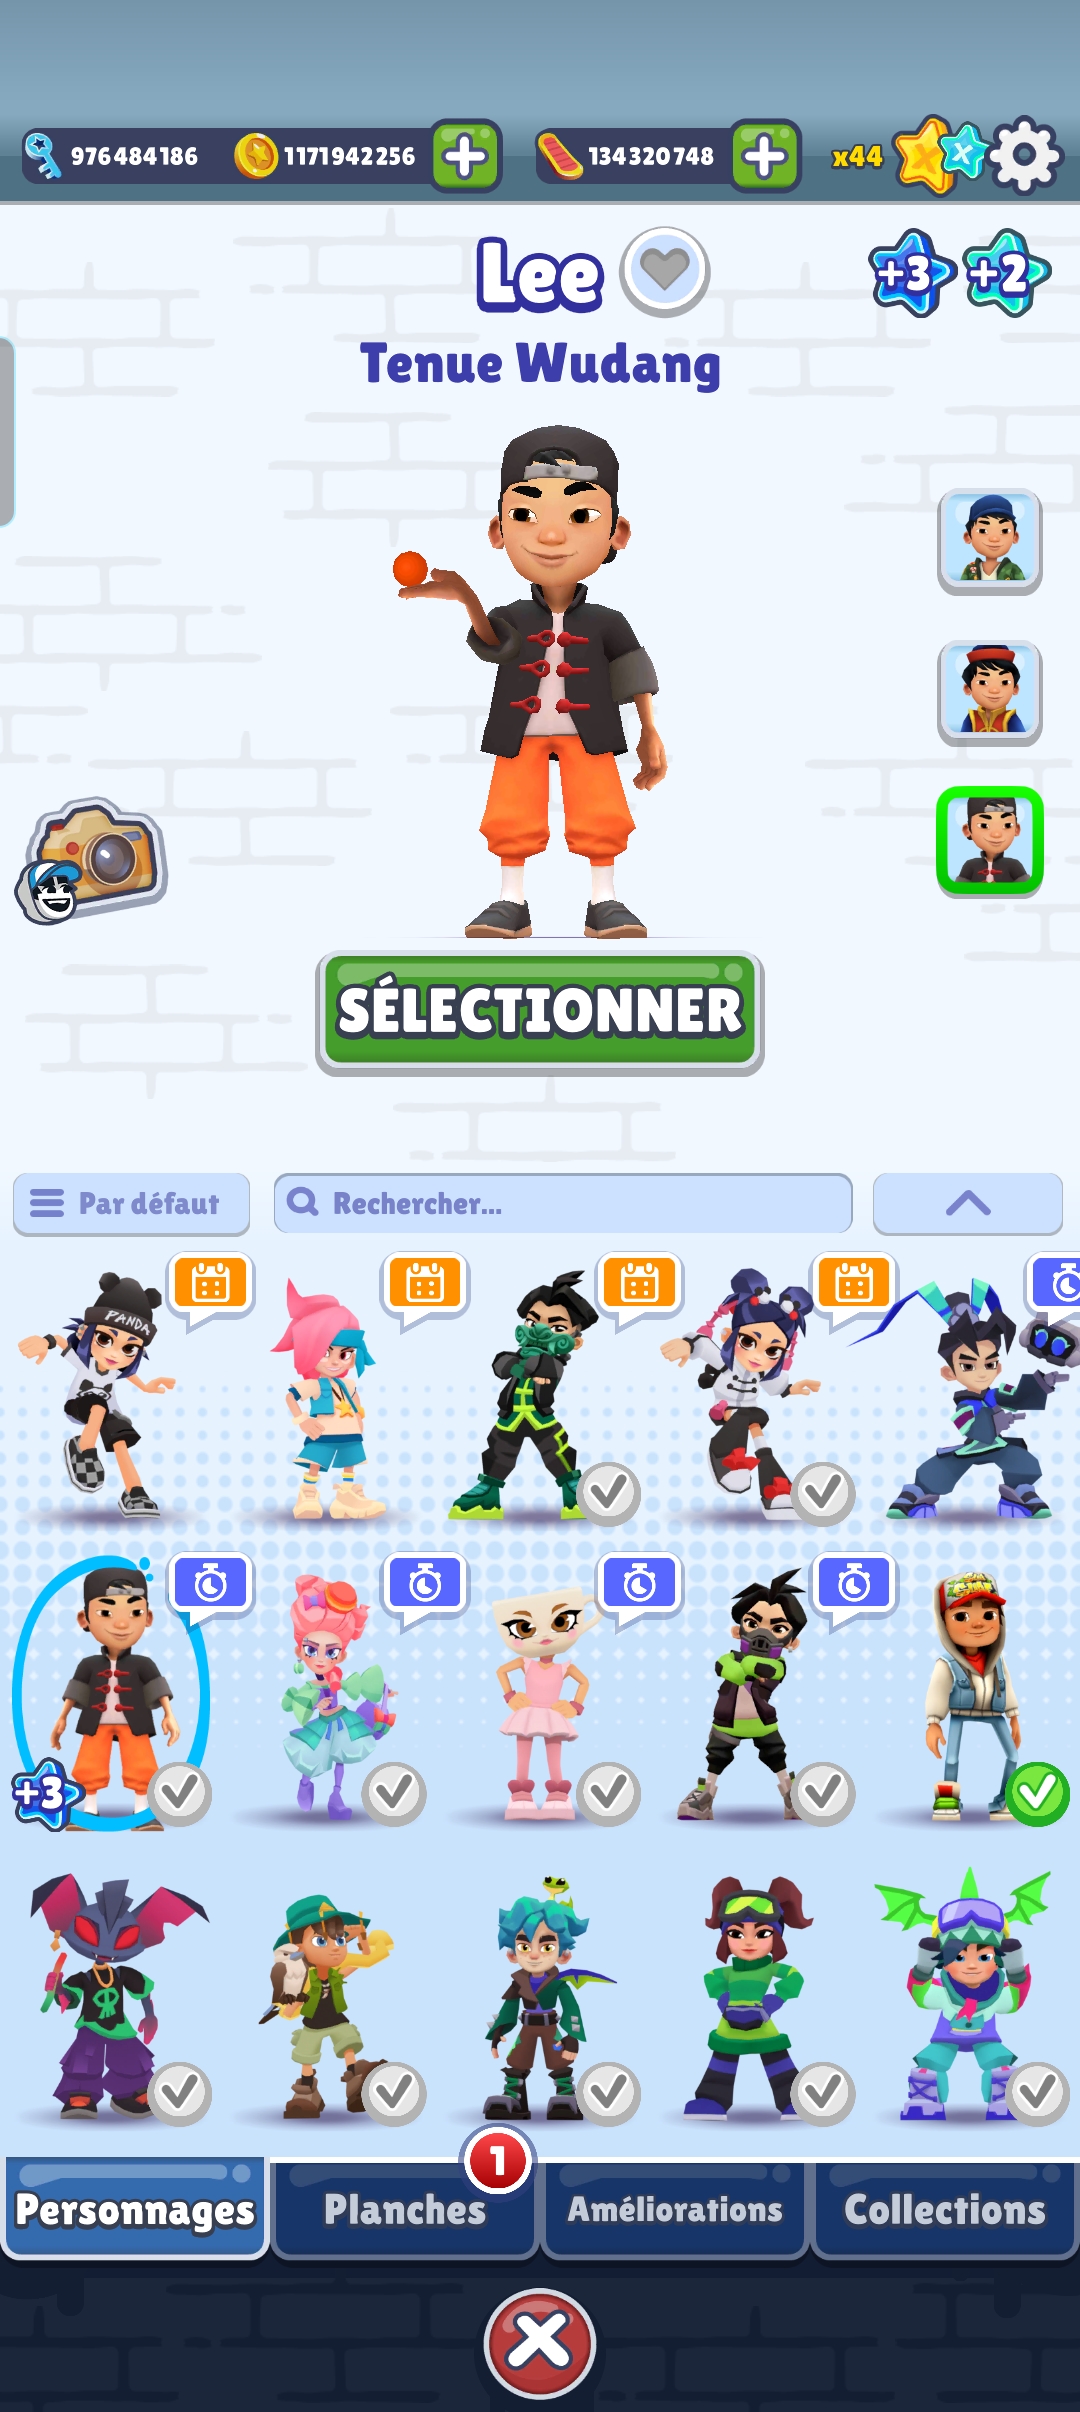 976484186
1171942256
134320748
x44
Lee
+3
+2
Tenue Wudang
SÉLECTIONNER
Par défaut
Rechercher...
PANDA
+3
1
Personnages
Planches
Améliorations
Collections